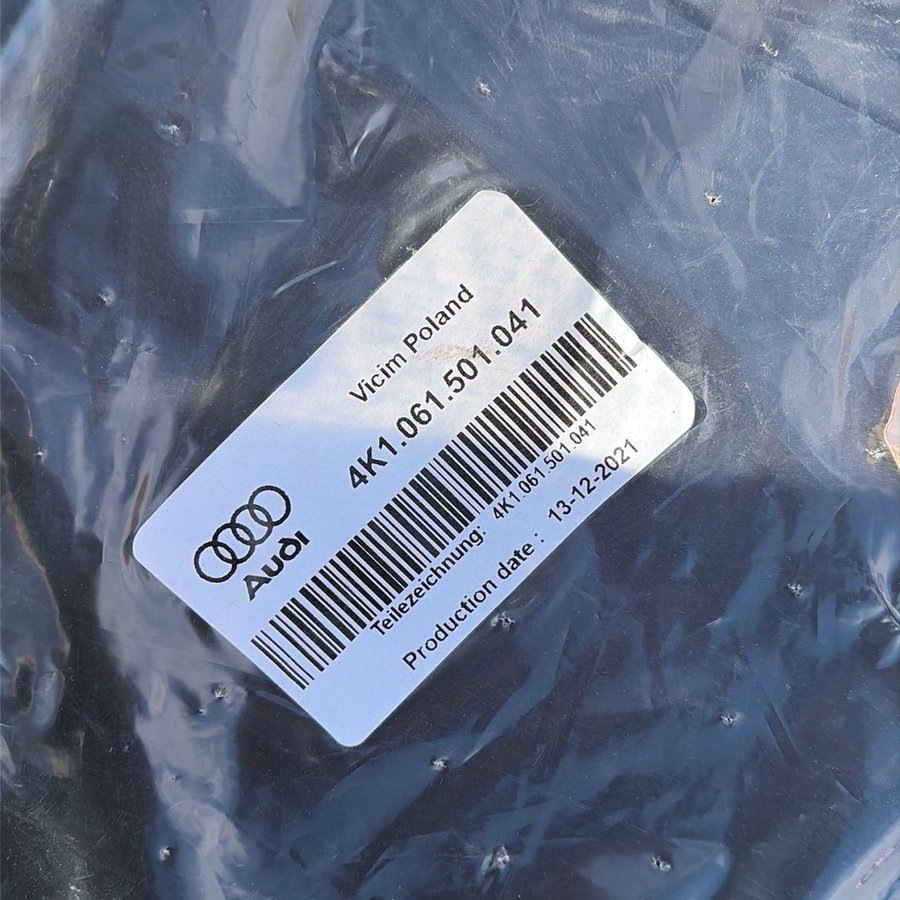 Vicim Poland
4K1.061.501.041
Audi
Teilezeichnung: 4K1.061.501.041
Production date : 13-12-2021